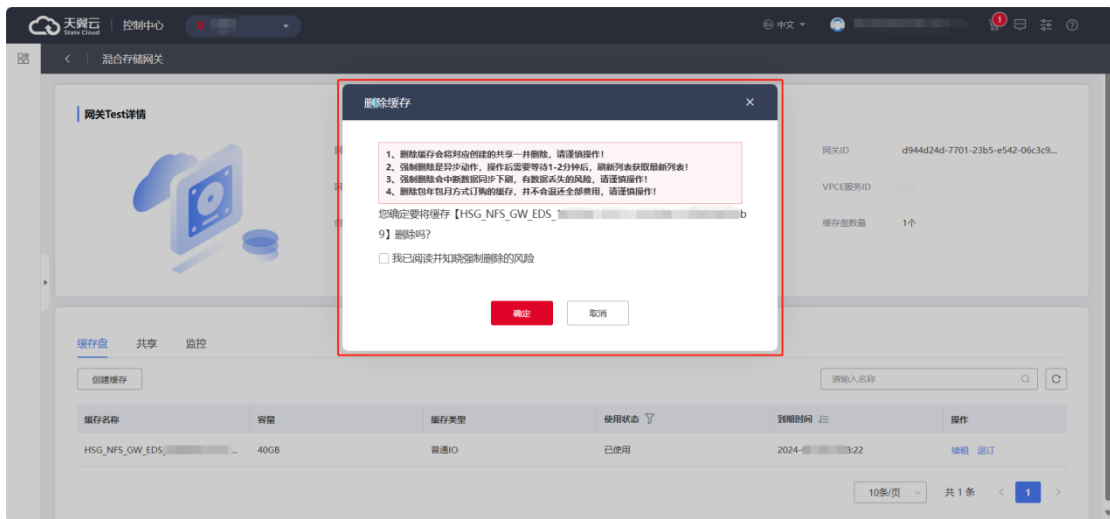 天翼云
State Cloud
控制中心
中文
1
混合存储网关
网关Test详情
网关ID
d944d24d-7701-23b5-e542-06c3c9...
VPCE服务ID
缓存盘数量
1个
删除缓存
1、删除缓存会将对应创建的共享一并删除，请谨慎操作！
2、强制删除是异步动作，操作后需要等待1-2分钟后，刷新列表获取最新列表！
3、强制删除会中断数据同步下刷，有数据丢失的风险，请谨慎操作！
4、删除包年包月方式订购的缓存，并不会退还全部费用，请谨慎操作！
您确定要将缓存【HSG_NFS_GW_EDS_ b
9】删除吗？
我已阅读并知晓强制删除的风险
确定
取消
缓存盘 共享 监控
创建缓存
请输入名称
缓存名称 容量 缓存类型 使用状态 到期时间 操作
HSG_NFS_GW_EDS_ .. 40GB 普通IO 已使用 2024- 3:22 续租 退订
10条/页 共 1 条 1